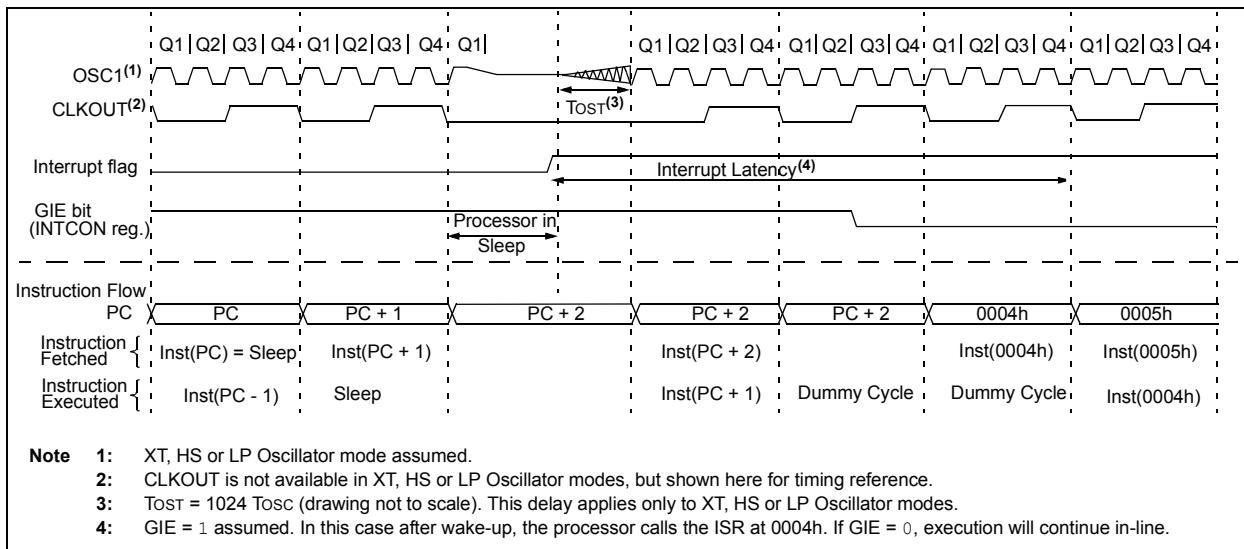 Q1 Q2 Q3 Q4 Q1 Q2 Q3 Q4 Q1 Q1 Q2 Q3 Q4 Q1 Q2 Q3 Q4 Q1 Q2 Q3 Q4 Q1 Q2 Q3 Q4
OSC1(1)
CLKOUT(2) TOST(3)
Interrupt flag Interrupt Latency(4)
GIE bit
(INTCON reg.) Processor in
Sleep
Instruction Flow
PC PC PC + 1 PC + 2 PC + 2 PC + 2 0004h 0005h
Instruction
Fetched { Inst(PC) = Sleep Inst(PC + 1) Inst(PC + 2) Inst(0004h) Inst(0005h)
Instruction
Executed { Inst(PC - 1) Sleep Inst(PC + 1) Dummy Cycle Dummy Cycle Inst(0004h)
Note 1: XT, HS or LP Oscillator mode assumed.
2: CLKOUT is not available in XT, HS or LP Oscillator modes, but shown here for timing reference.
3: TOST = 1024 TOSC (drawing not to scale). This delay applies only to XT, HS or LP Oscillator modes.
4: GIE = 1 assumed. In this case after wake-up, the processor calls the ISR at 0004h. If GIE = 0, execution will continue in-line.